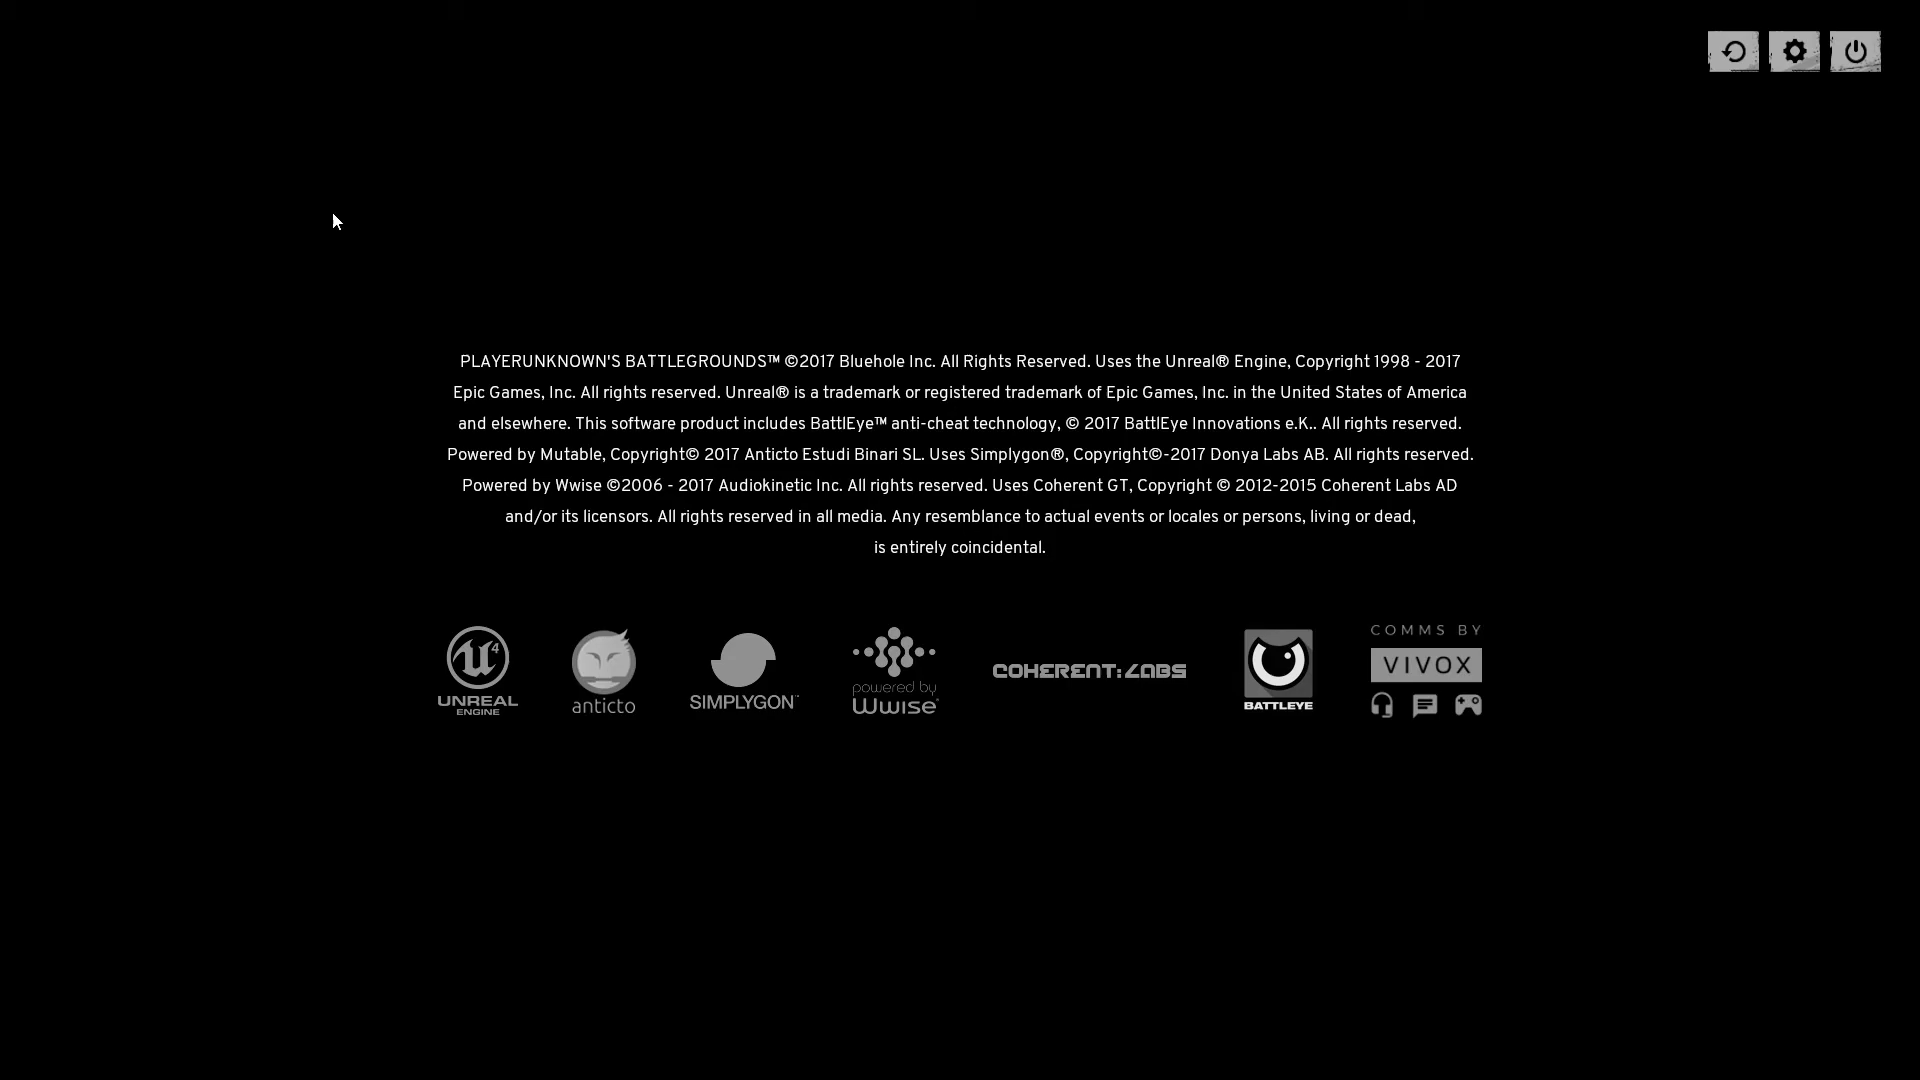 PLAYERUNKNOWN'S BATTLEGROUNDS™ ©2017 Bluehole Inc. All Rights Reserved. Uses the Unreal® Engine, Copyright 1998 - 2017
Epic Games, Inc. All rights reserved. Unreal® is a trademark or registered trademark of Epic Games, Inc. in the United States of America
and elsewhere. This software product includes BattlEye™ anti-cheat technology, © 2017 BattlEye Innovations e.K.. All rights reserved.
Powered by Mutable, Copyright© 2017 Anticto Estudi Binari SL. Uses Simplygon®, Copyright©-2017 Donya Labs AB. All rights reserved.
Powered by Wwise ©2006 - 2017 Audiokinetic Inc. All rights reserved. Uses Coherent GT, Copyright © 2012-2015 Coherent Labs AD
and/or its licensors. All rights reserved in all media. Any resemblance to actual events or locales or persons, living or dead,
is entirely coincidental.
U4
UNREAL
ENGINE
anticto
SIMPLYGON™
powered by
Wwise®
COHERENT:LABS
BATTLEYE
COMMS BY
VIVOX